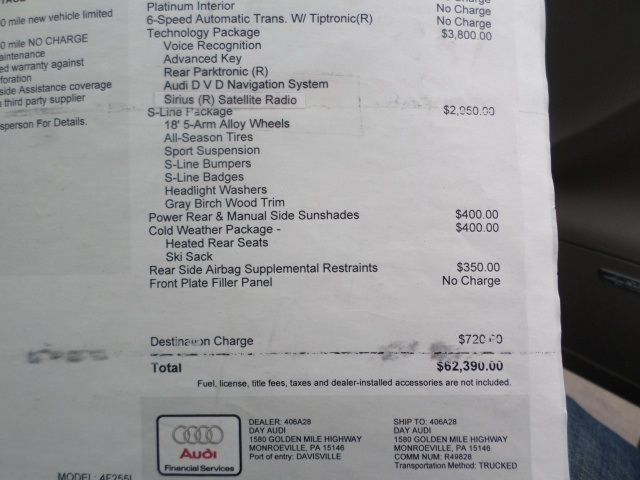 0 mile new vehicle limited
0 mile NO CHARGE
aintenance
ed warranty against
foration
side Assistance coverage
third party supplier
sperson For Details.
Platinum Interior No Charge
6-Speed Automatic Trans. W/ Tiptronic(R) No Charge
Technology Package $3,800.00
Voice Recognition
Advanced Key
Rear Parktronic (R)
Audi D V D Navigation System
Sirius (R) Satellite Radio
S-Line Package $2,050.00
18' 5-Arm Alloy Wheels
All-Season Tires
Sport Suspension
S-Line Bumpers
S-Line Badges
Headlight Washers
Gray Birch Wood Trim
Power Rear & Manual Side Sunshades $400.00
Cold Weather Package - $400.00
Heated Rear Seats
Ski Sack
Rear Side Airbag Supplemental Restraints $350.00
Front Plate Filler Panel No Charge
Destination Charge $720.00
Total $62,390.00
Fuel, license, title fees, taxes and dealer-installed accessories are not included.
Audi
Financial Services
DEALER: 406A28
DAY AUDI
1580 GOLDEN MILE HIGHWAY
MONROEVILLE, PA 15146
Port of entry: DAVISVILLE
SHIP TO: 406A28
DAY AUDI
1580 GOLDEN MILE HIGHWAY
MONROEVILLE, PA 15146
COMM NUM: R49828
Transportation Method: TRUCKED
MODEL: 4F255L